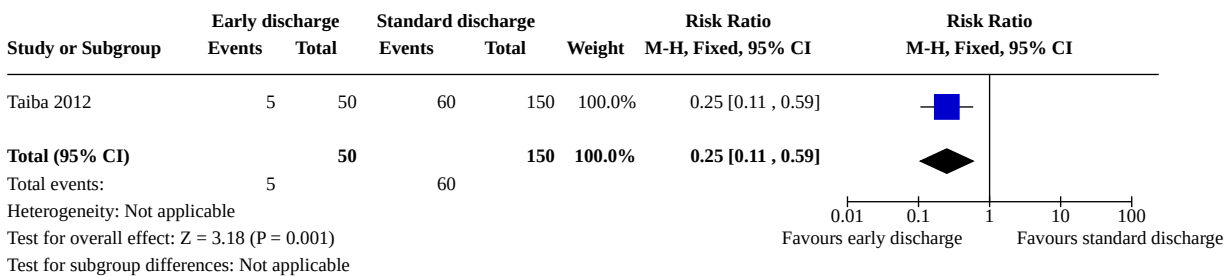 Early discharge Standard discharge Risk Ratio Risk Ratio
Study or Subgroup Events Total Events Total Weight M-H, Fixed, 95% CI M-H, Fixed, 95% CI
Taiba 2012 5 50 60 150 100.0% 0.25 [0.11 , 0.59]
Total (95% CI) 50 150 100.0% 0.25 [0.11 , 0.59]
Total events: 5 60
Heterogeneity: Not applicable 0.01 0.1 1 10 100
Test for overall effect: Z = 3.18 (P = 0.001) Favours early discharge Favours standard discharge
Test for subgroup differences: Not applicable